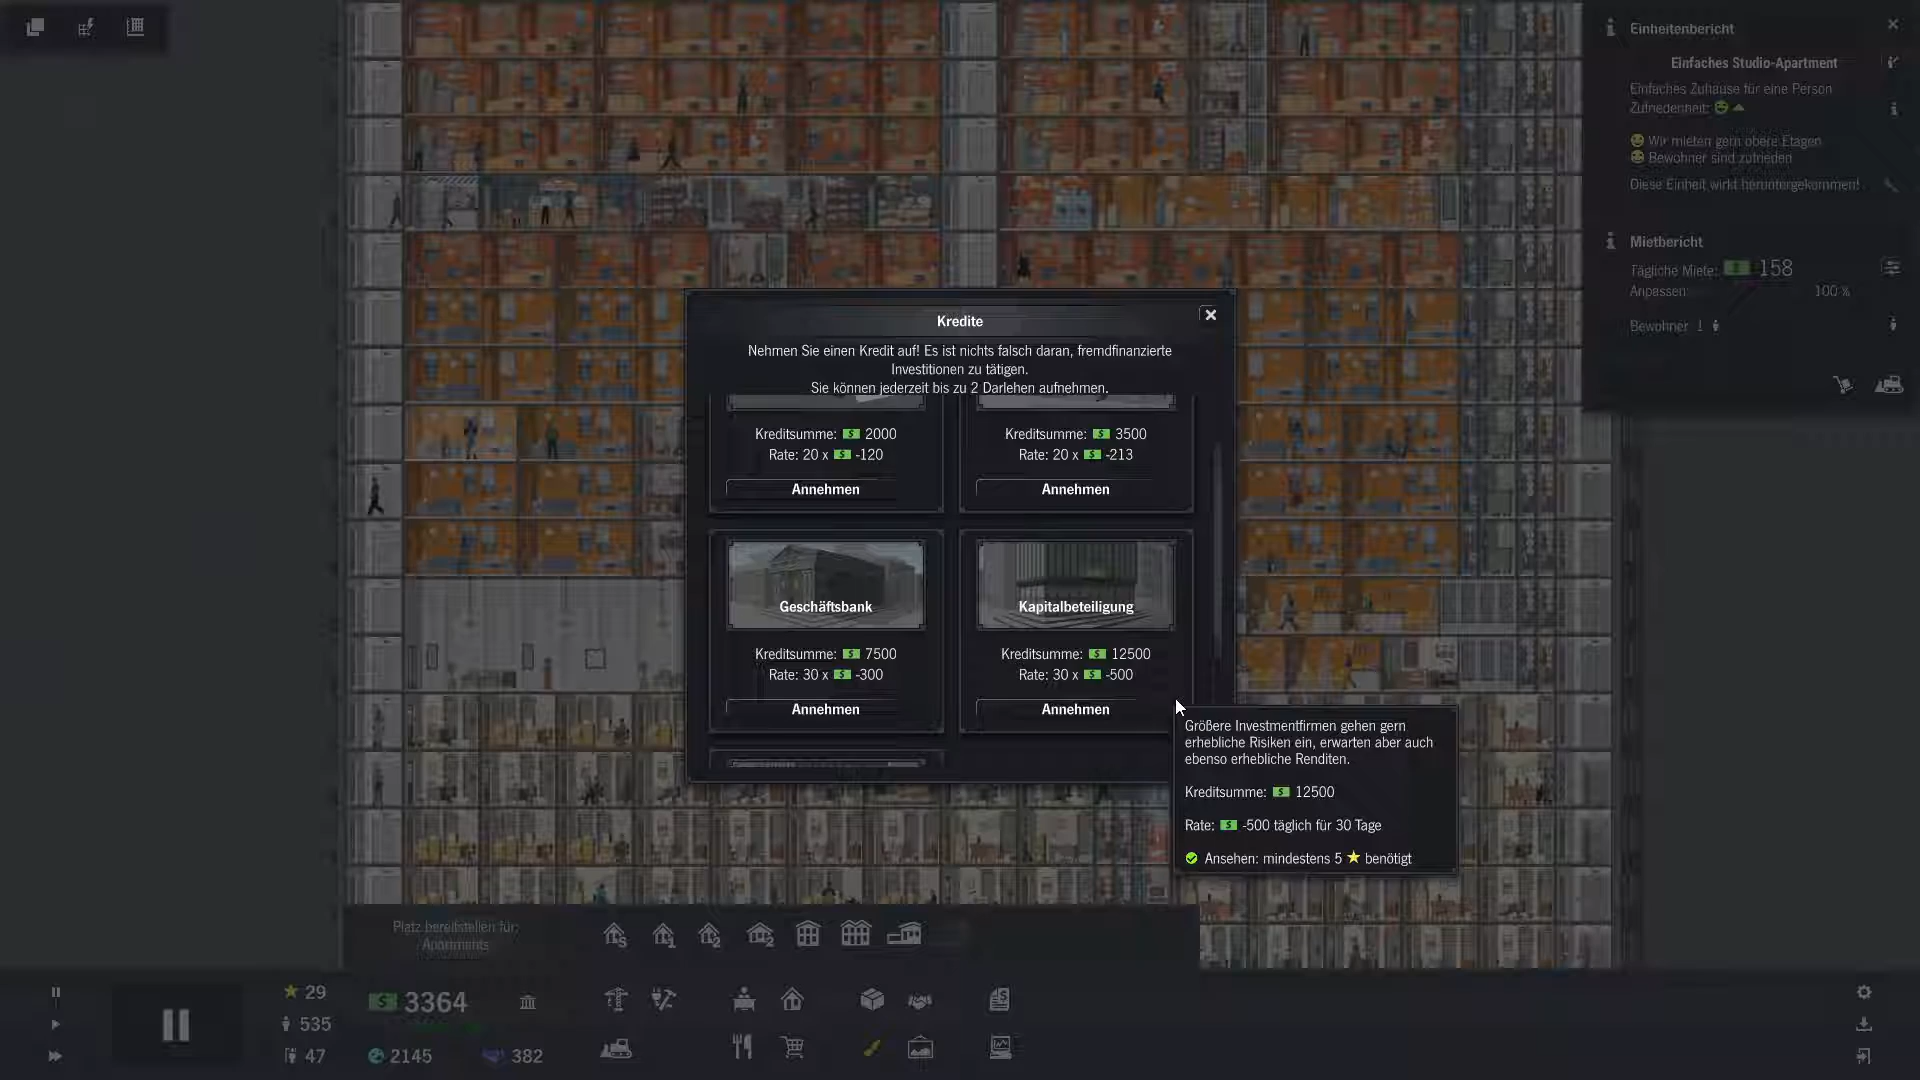 Einheitenbericht
Einfaches Studio-Apartment
Einfaches Zuhause für eine Person
Zufriedenheit:
Wir mieten gern obere Etagen
Bewohner sind zufrieden
Diese Einheit wirkt heruntergekommen!
Mietbericht
Tägliche Miete: 158
Anpassen: 100 %
Bewohner 1
Kredite
Nehmen Sie einen Kredit auf! Es ist nichts falsch daran, fremdfinanzierte
Investitionen zu tätigen.
Sie können jederzeit bis zu 2 Darlehen aufnehmen.
Kreditsumme: $ 2000
Rate: 20 x $ -120
Annehmen
Kreditsumme: $ 3500
Rate: 20 x $ -213
Annehmen
Geschäftsbank
Kreditsumme: $ 7500
Rate: 30 x $ -300
Annehmen
Kapitalbeteiligung
Kreditsumme: $ 12500
Rate: 30 x $ -500
Annehmen
Größere Investmentfirmen gehen gern
erhebliche Risiken ein, erwarten aber auch
ebenso erhebliche Renditen.
Kreditsumme: $ 12500
Rate: $ -500 täglich für 30 Tage
Ansehen: mindestens 5 ★ benötigt
Platz bereitstellen für:
Apartments
29
535
47
$ 3364
2145
382